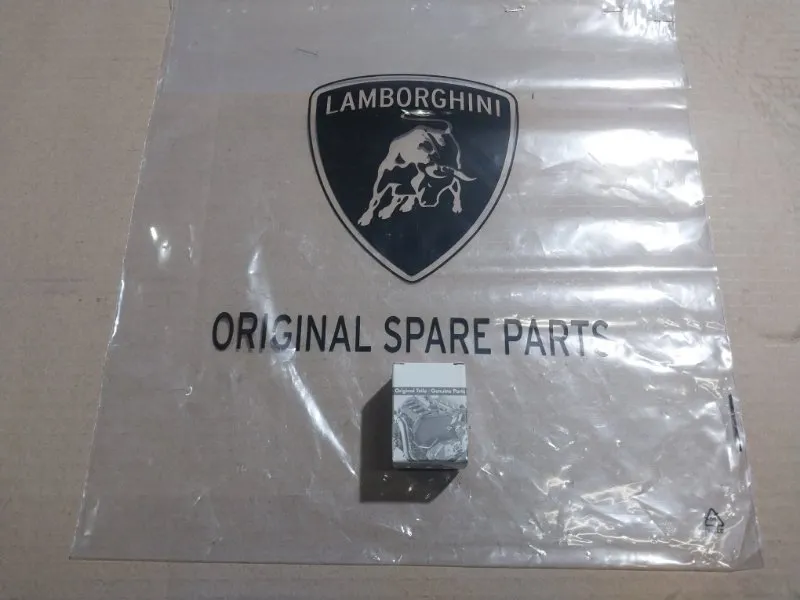 LAMBORGHINI
ORIGINAL SPARE PARTS
Original Teile · Genuine Parts